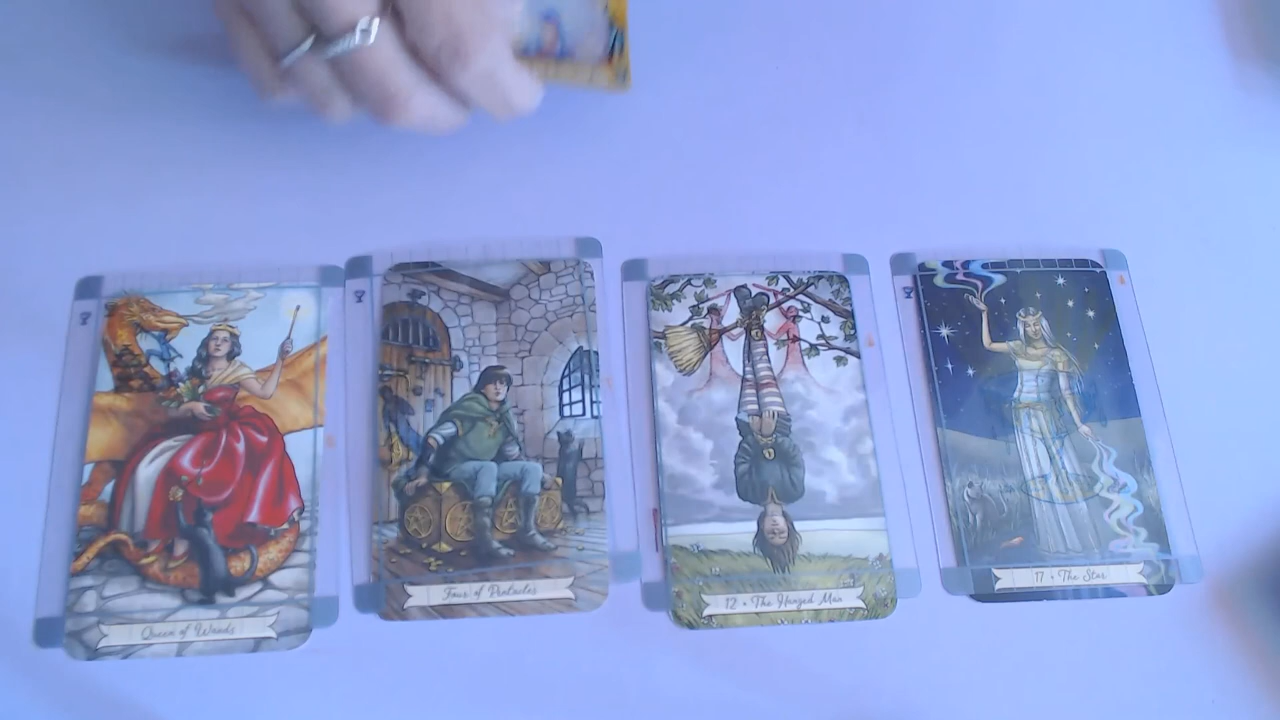 Queen of Wands
Four of Pentacles
12 • The Hanged Man
17 • The Star